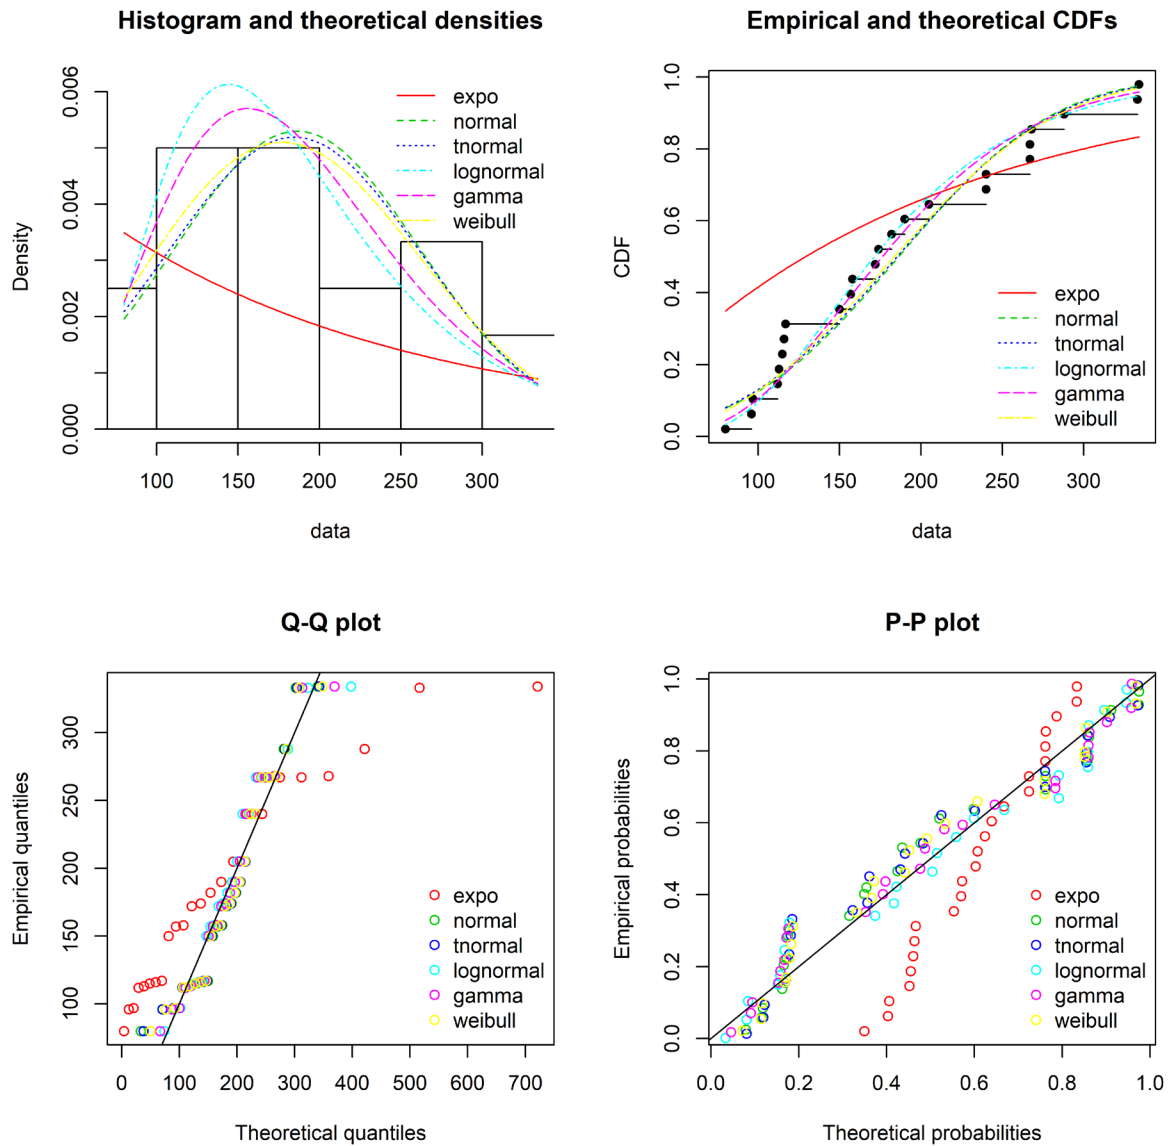 Histogram and theoretical densities
Density
0.000
0.002
0.004
0.006
expo
normal
tnormal
lognormal
gamma
weibull
100 150 200 250 300
data
Empirical and theoretical CDFs
CDF
0.0
0.2
0.4
0.6
0.8
1.0
expo
normal
tnormal
lognormal
gamma
weibull
100 150 200 250 300
data
Q-Q plot
Empirical quantiles
100
150
200
250
300
expo
normal
tnormal
lognormal
gamma
weibull
0 100 200 300 400 500 600 700
Theoretical quantiles
P-P plot
Empirical probabilities
0.0
0.2
0.4
0.6
0.8
1.0
expo
normal
tnormal
lognormal
gamma
weibull
0.0 0.2 0.4 0.6 0.8 1.0
Theoretical probabilities